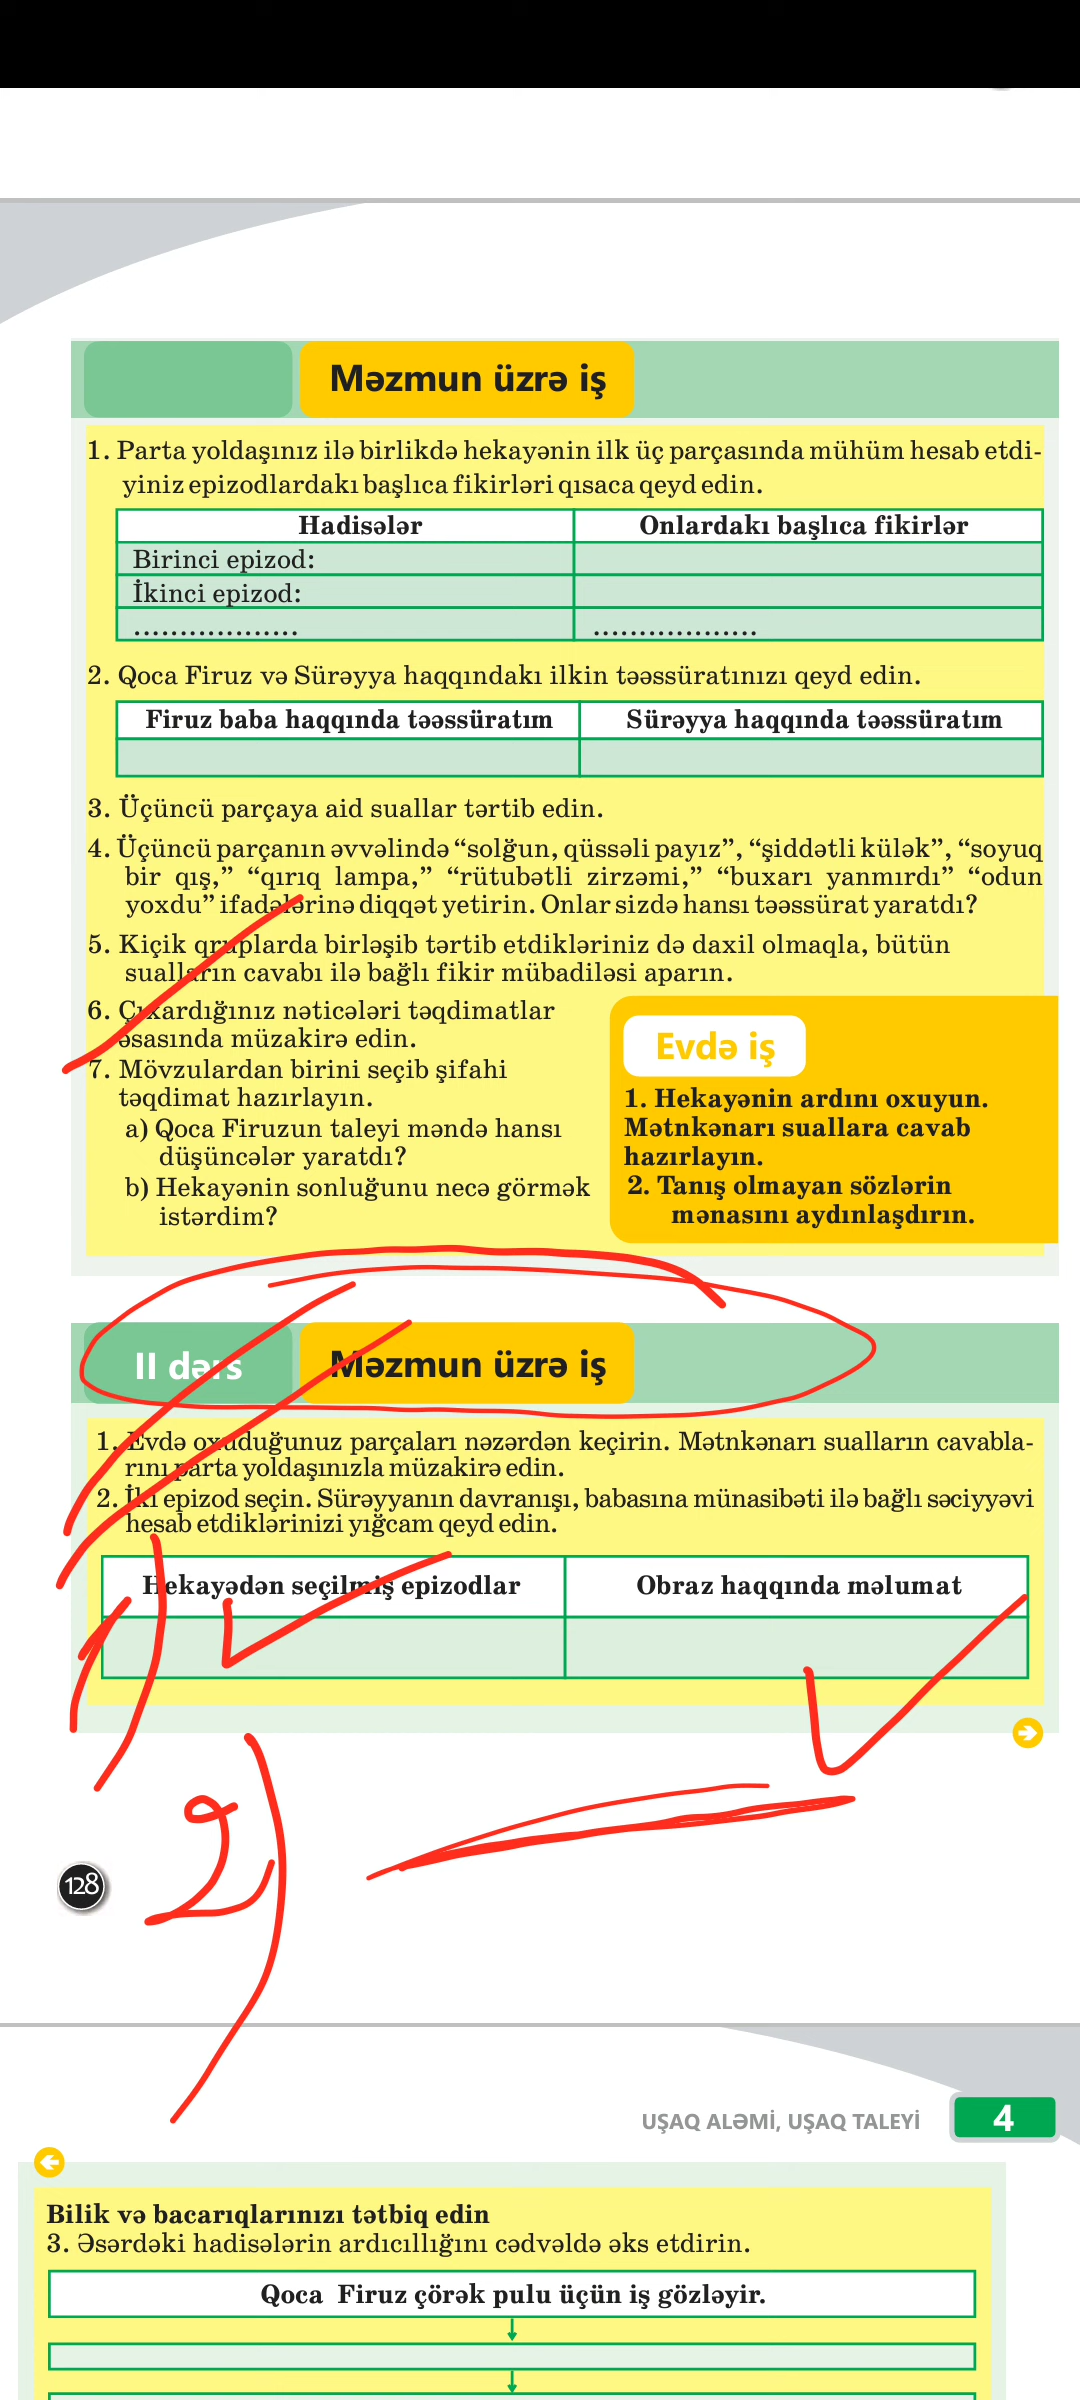 Məzmun üzrə iş
1. Parta yoldaşınız ilə birlikdə hekayənin ilk üç parçasında mühüm hesab etdi-
yiniz epizodlardakı başlıca fikirləri qısaca qeyd edin.
Hadisələr Onlardakı başlıca fikirlər
Birinci epizod:
İkinci epizod:
.................. ..................
2. Qoca Firuz və Sürəyya haqqındakı ilkin təəssüratınızı qeyd edin.
Firuz baba haqqında təəssüratım Sürəyya haqqında təəssüratım
3. Üçüncü parçaya aid suallar tərtib edin.
4. Üçüncü parçanın əvvəlində “solğun, qüssəli payız”, “şiddətli külək”, “soyuq
bir qış,” “qırıq lampa,” “rütubətli zirzəmi,” “buxarı yanmırdı” “odun
yoxdu” ifadələrinə diqqət yetirin. Onlar sizdə hansı təəssürat yaratdı?
5. Kiçik qruplarda birləşib tərtib etdikləriniz də daxil olmaqla, bütün
sualların cavabı ilə bağlı fikir mübadiləsi aparın.
6. Çıxardığınız nəticələri təqdimatlar
əsasında müzakirə edin.
7. Mövzulardan birini seçib şifahi
təqdimat hazırlayın.
a) Qoca Firuzun taleyi məndə hansı
düşüncələr yaratdı?
b) Hekayənin sonluğunu necə görmək
istərdim?
Evdə iş
1. Hekayənin ardını oxuyun.
Mətnkənarı suallara cavab
hazırlayın.
2. Tanış olmayan sözlərin
mənasını aydınlaşdırın.
II dərs Məzmun üzrə iş
1. Evdə oxuduğunuz parçaları nəzərdən keçirin. Mətnkənarı sualların cavabla-
rını parta yoldaşınızla müzakirə edin.
2. İki epizod seçin. Sürəyyanın davranışı, babasına münasibəti ilə bağlı səciyyəvi
hesab etdiklərinizi yığcam qeyd edin.
Hekayədən seçilmiş epizodlar Obraz haqqında məlumat
2)
128
UŞAQ ALƏMİ, UŞAQ TALEYİ 4
Bilik və bacarıqlarınızı tətbiq edin
3. Əsərdəki hadisələrin ardıcıllığını cədvəldə əks etdirin.
Qoca Firuz çörək pulu üçün iş gözləyir.